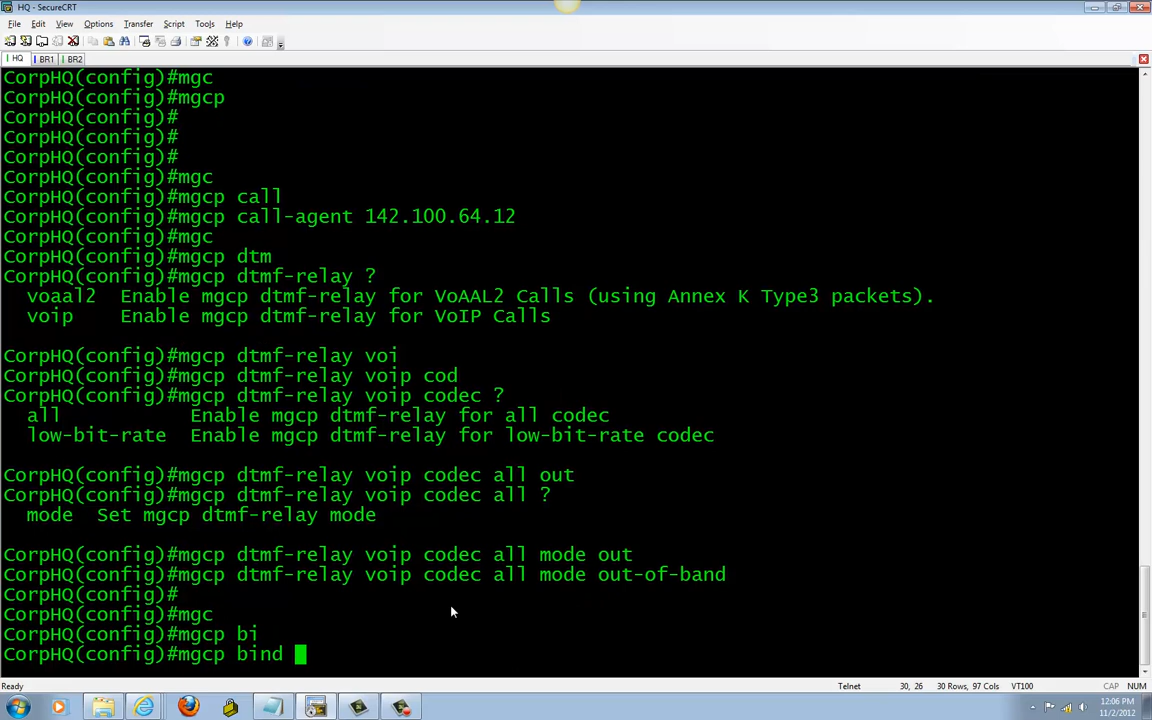 HQ - SecureCRT
File Edit View Options Transfer Script Tools Help
HQ BR1 BR2
CorpHQ(config)#mgc
CorpHQ(config)#mgcp
CorpHQ(config)#
CorpHQ(config)#
CorpHQ(config)#
CorpHQ(config)#mgc
CorpHQ(config)#mgcp call
CorpHQ(config)#mgcp call-agent 142.100.64.12
CorpHQ(config)#mgc
CorpHQ(config)#mgcp dtm
CorpHQ(config)#mgcp dtmf-relay ?
voaal2 Enable mgcp dtmf-relay for VoAAL2 Calls (using Annex K Type3 packets).
voip Enable mgcp dtmf-relay for VoIP Calls
CorpHQ(config)#mgcp dtmf-relay voi
CorpHQ(config)#mgcp dtmf-relay voip cod
CorpHQ(config)#mgcp dtmf-relay voip codec ?
all Enable mgcp dtmf-relay for all codec
low-bit-rate Enable mgcp dtmf-relay for low-bit-rate codec
CorpHQ(config)#mgcp dtmf-relay voip codec all out
CorpHQ(config)#mgcp dtmf-relay voip codec all ?
mode Set mgcp dtmf-relay mode
CorpHQ(config)#mgcp dtmf-relay voip codec all mode out
CorpHQ(config)#mgcp dtmf-relay voip codec all mode out-of-band
CorpHQ(config)#
CorpHQ(config)#mgc
CorpHQ(config)#mgcp bi
CorpHQ(config)#mgcp bind
Ready Telnet 30, 26 30 Rows, 97 Cols VT100 CAP NUM
12:06 PM
11/2/2012